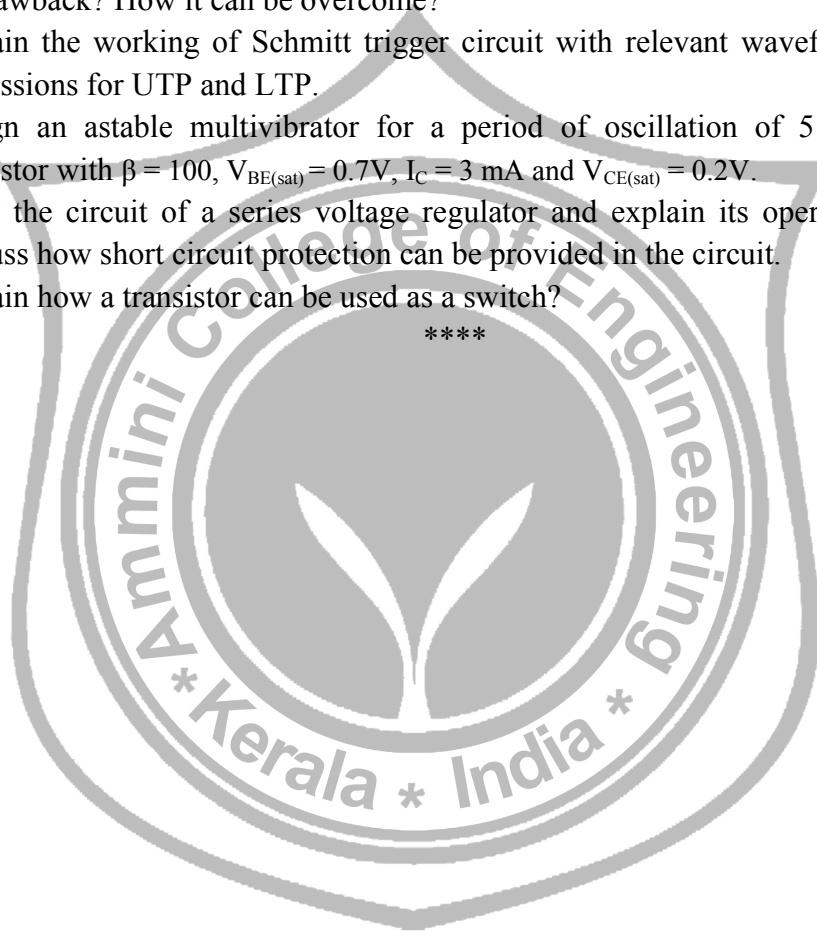 awback? How it can be overcome?
ain the working of Schmitt trigger circuit with relevant wavef
essions for UTP and LTP.
gn an astable multivibrator for a period of oscillation of 5
istor with β = 100, V_BE(sat) = 0.7V, I_C = 3 mA and V_CE(sat) = 0.2V.
the circuit of a series voltage regulator and explain its oper
uss how short circuit protection can be provided in the circuit.
ain how a transistor can be used as a switch?
****
Ammini College of Engineering
* Kerala * India *